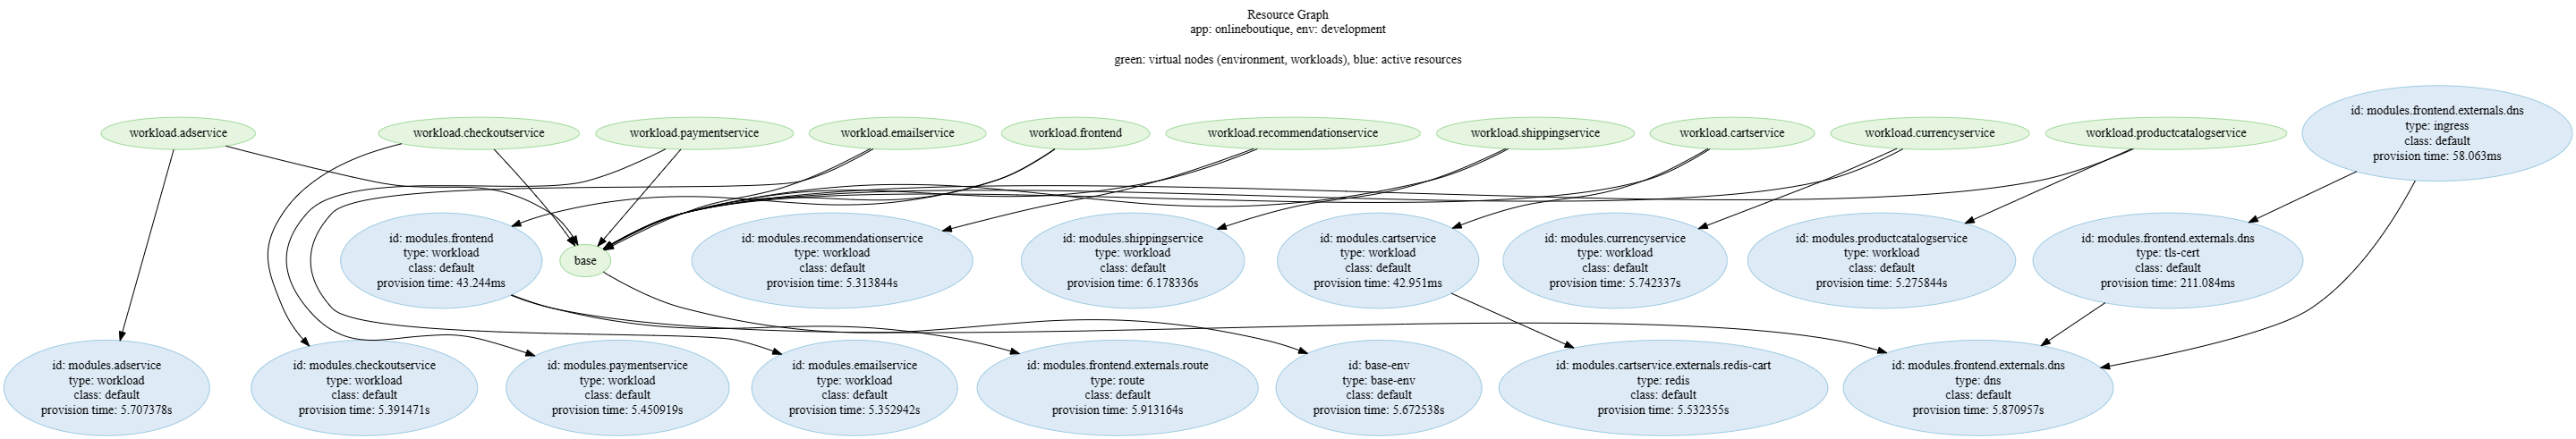 Resource Graph
app: onlineboutique, env: development
green: virtual nodes (environment, workloads), blue: active resources
workload.adservice
workload.checkoutservice
workload.paymentservice
workload.emailservice
workload.frontend
workload.recommendationservice
workload.shippingservice
workload.cartservice
workload.currencyservice
workload.productcatalogservice
id: modules.frontend.externals.dns
type: ingress
class: default
provision time: 58.063ms
id: modules.frontend
type: workload
class: default
provision time: 43.244ms
base
id: modules.recommendationservice
type: workload
class: default
provision time: 5.313844s
id: modules.shippingservice
type: workload
class: default
provision time: 6.178336s
id: modules.cartservice
type: workload
class: default
provision time: 42.951ms
id: modules.currencyservice
type: workload
class: default
provision time: 5.742337s
id: modules.productcatalogservice
type: workload
class: default
provision time: 5.275844s
id: modules.frontend.externals.dns
type: tls-cert
class: default
provision time: 211.084ms
id: modules.adservice
type: workload
class: default
provision time: 5.707378s
id: modules.checkoutservice
type: workload
class: default
provision time: 5.391471s
id: modules.paymentservice
type: workload
class: default
provision time: 5.450919s
id: modules.emailservice
type: workload
class: default
provision time: 5.352942s
id: modules.frontend.externals.route
type: route
class: default
provision time: 5.913164s
id: base-env
type: base-env
class: default
provision time: 5.672538s
id: modules.cartservice.externals.redis-cart
type: redis
class: default
provision time: 5.532355s
id: modules.frontend.externals.dns
type: dns
class: default
provision time: 5.870957s